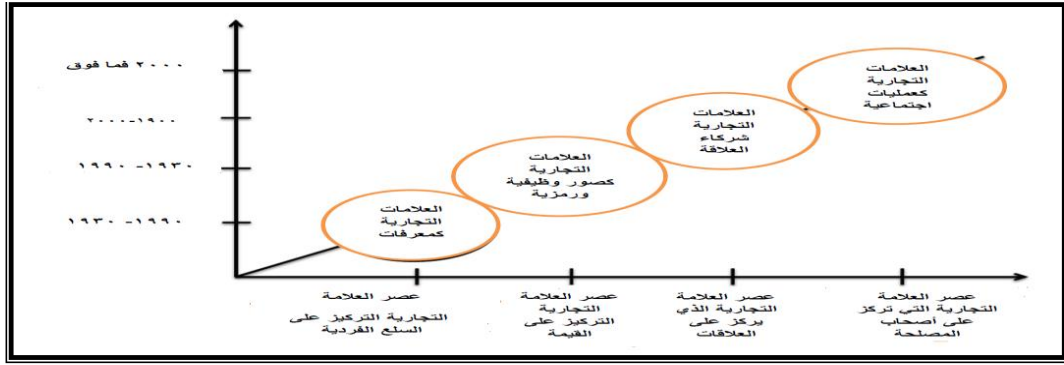 ٢٠٠٠ فما فوق
١٩٠٠-٢٠٠٠
١٩٣٠- ١٩٩٠
١٩٩٠- ١٩٣٠
العلامات
التجارية
كعمليات
اجتماعية
العلامات
التجارية
شركاء
العلاقة
العلامات
التجارية
كصور وظيفية
ورمزية
العلامات
التجارية
كمعرفات
عصر العلامة
التجارية التي تركز
على أصحاب
المصلحة
عصر العلامة
التجارية الذي
يركز على
العلاقات
عصر العلامة
التجارية
التركيز على
القيمة
عصر العلامة
التجارية التركيز على
السلع الفردية